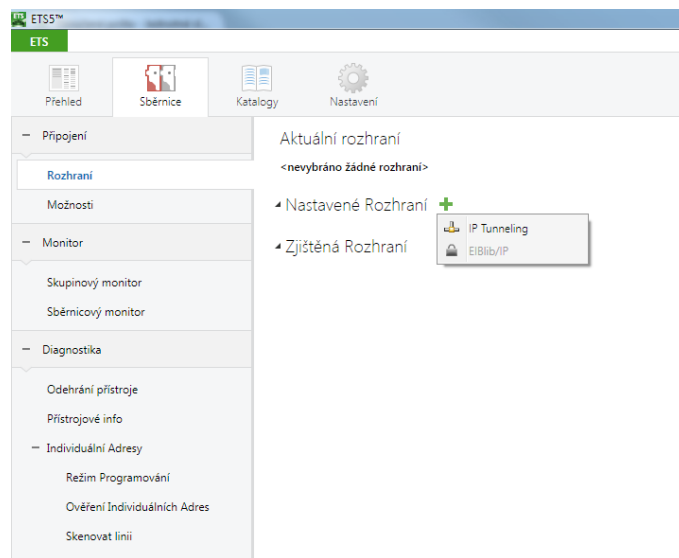 ETS5™
ETS
Přehled
Sběrnice
Katalogy
Nastavení
Připojení
Rozhraní
Možnosti
Monitor
Skupinový monitor
Sběrnicový monitor
Diagnostika
Odehrání přístroje
Přístrojové info
Individuální Adresy
Režim Programování
Ověření Individuálních Adres
Skenovat linii
Aktuální rozhraní
<nevybráno žádné rozhraní>
Nastavené Rozhraní
IP Tunneling
EIBlib/IP
Zjištěná Rozhraní